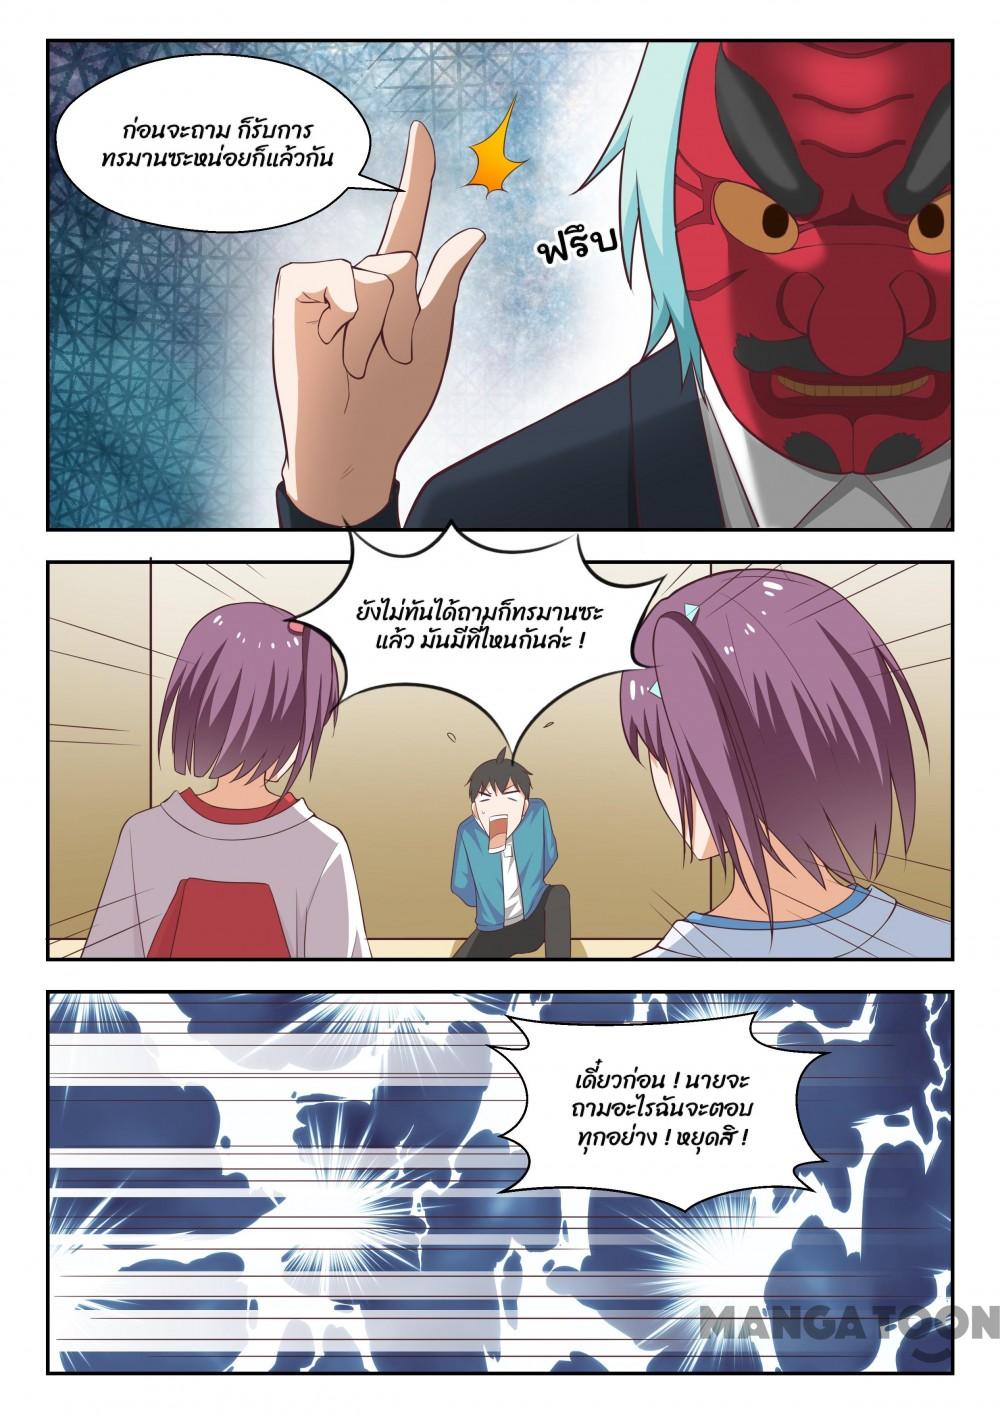 ก่อนจะถาม ก็รับการ
ทรมานซะหน่อยก็แล้วกัน
ฟรึบ
ยังไม่ทันได้ถามก็ทรมานซะ
แล้ว มันมีที่ไหนกันล่ะ !
เดี๋ยวก่อน ! นายจะ
ถามอะไรฉันจะตอบ
ทุกอย่าง ! หยุดสิ !
MANGATOON